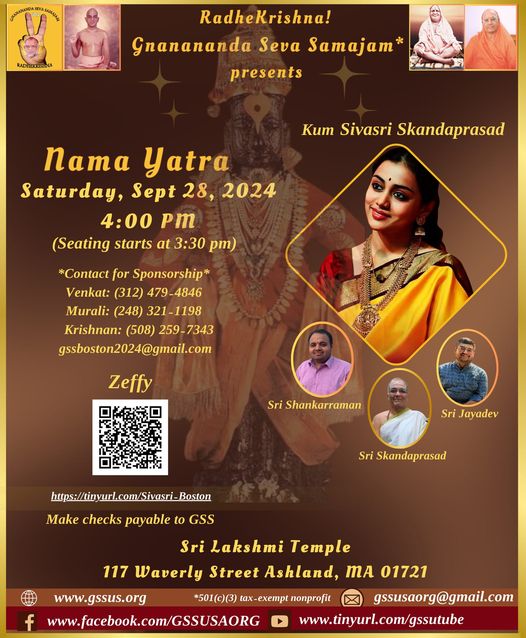 GNANANANDA SEVA SAMAJAM
RADHEKRISHNA
RadheKrishna!
Gnanananda Seva Samajam*
presents
Kum Sivasri Skandaprasad
Nama Yatra
Saturday, Sept 28, 2024
4:00 PM
(Seating starts at 3:30 pm)
*Contact for Sponsorship*
Venkat: (312) 479-4846
Murali: (248) 321-1198
Krishnan: (508) 259-7343
gssboston2024@gmail.com
Sri Shankarraman
Sri Jayadev
Sri Skandaprasad
Zeffy
https://tinyurl.com/Sivasri-Boston
Make checks payable to GSS
Sri Lakshmi Temple
117 Waverly Street Ashland, MA 01721
www.gssus.org
*501(c)(3) tax-exempt nonprofit
gssusaorg@gmail.com
www.facebook.com/GSSUSAORG
www.tinyurl.com/gssutube